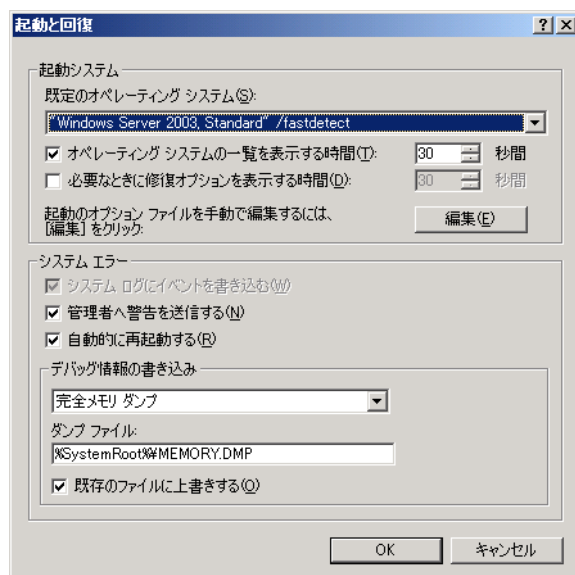 起動と回復
起動システム
既定のオペレーティング システム(S):
"Windows Server 2003, Standard" /fastdetect
オペレーティング システムの一覧を表示する時間(T): 30 秒間
必要なときに修復オプションを表示する時間(D): 30 秒間
起動のオプション ファイルを手動で編集するには、
[編集] をクリック:
編集(E)
システム エラー
システム ログにイベントを書き込む(W)
管理者へ警告を送信する(N)
自動的に再起動する(R)
デバッグ情報の書き込み
完全メモリ ダンプ
ダンプ ファイル:
%SystemRoot%¥MEMORY.DMP
既存のファイルに上書きする(O)
OK キャンセル